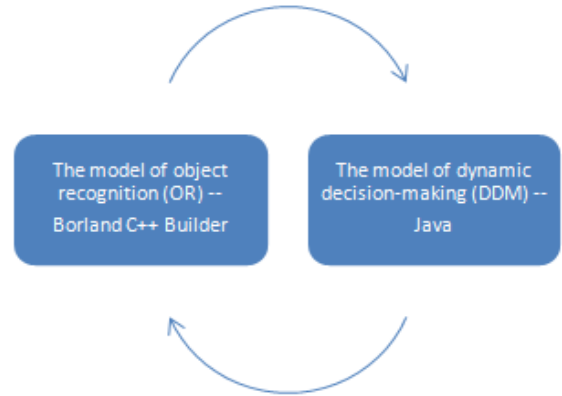 The model of object
recognition (OR) --
Borland C++ Builder
The model of dynamic
decision-making (DDM) --
Java